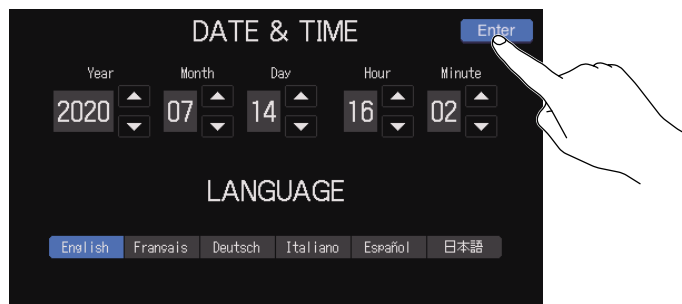 DATE & TIME Enter
Year Month Day Hour Minute
2020 07 14 16 02
LANGUAGE
English Français Deutsch Italiano Español 日本語